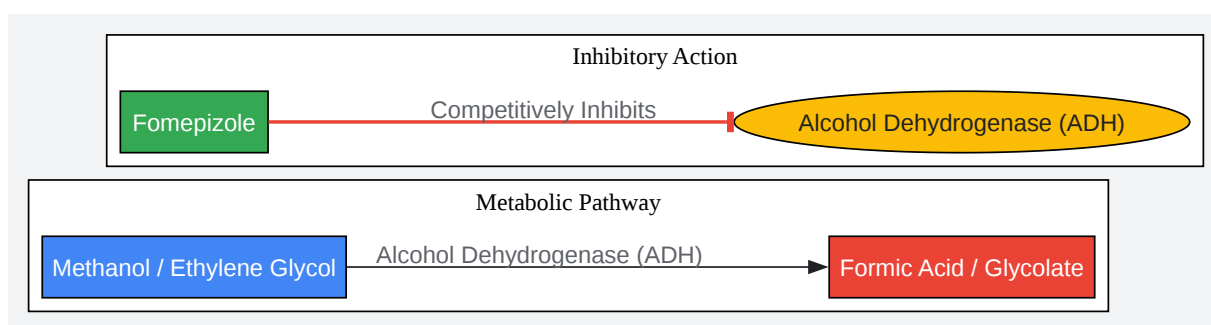 Inhibitory Action
Fomepizole
Competitively Inhibits
Alcohol Dehydrogenase (ADH)
Metabolic Pathway
Methanol / Ethylene Glycol
Alcohol Dehydrogenase (ADH)
Formic Acid / Glycolate